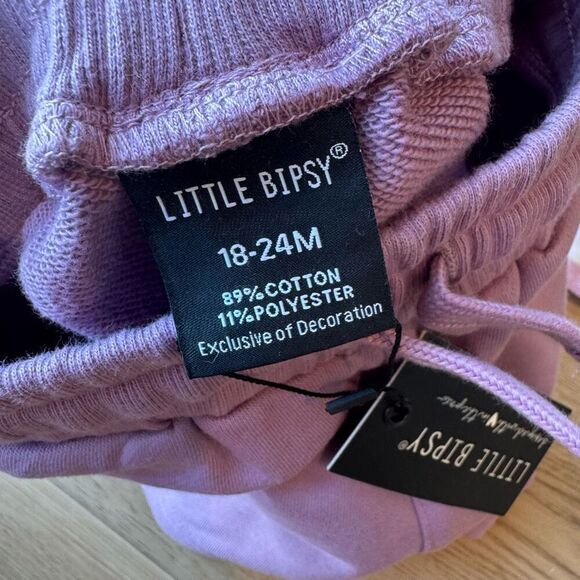 LITTLE BIPSY®
18-24M
89%COTTON
11%POLYESTER
Exclusive of Decoration
LITTLE BIPSY®